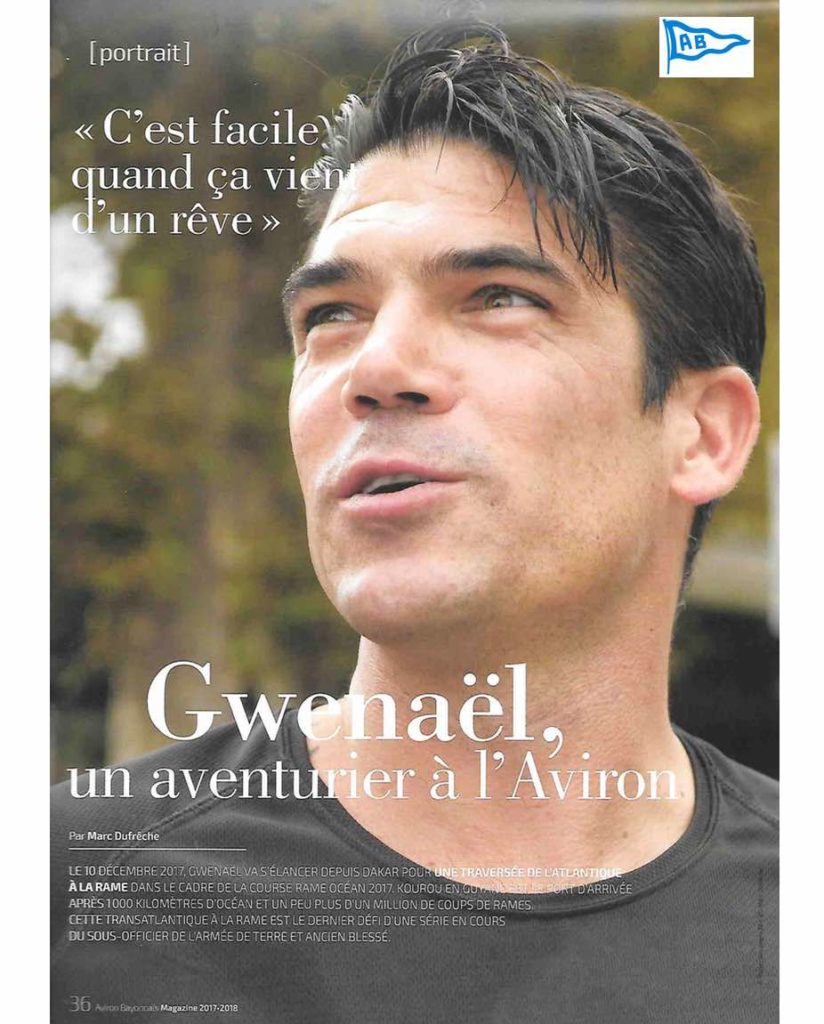 [portrait]
AB
« C'est facile
quand ça vient
d'un rêve »
Gwenaël,
un aventurier à l'Aviron
Par Marc Dufrêche
LE 10 DÉCEMBRE 2017, GWENAËL VA S'ÉLANCER DEPUIS DAKAR POUR UNE TRAVERSÉE DE L'ATLANTIQUE
À LA RAME DANS LE CADRE DE LA COURSE RAME OCÉAN 2017. KOUROU EN GUYANE EST LE PORT D'ARRIVÉE
APRÈS 1000 KILOMÈTRES D'OCÉAN ET UN PEU PLUS D'UN MILLION DE COUPS DE RAMES.
CETTE TRANSATLANTIQUE À LA RAME EST LE DERNIER DÉFI D'UNE SÉRIE EN COURS
DU SOUS-OFFICIER DE L'ARMÉE DE TERRE ET ANCIEN BLESSÉ.
36 Aviron Bayonnais Magazine 2017-2018